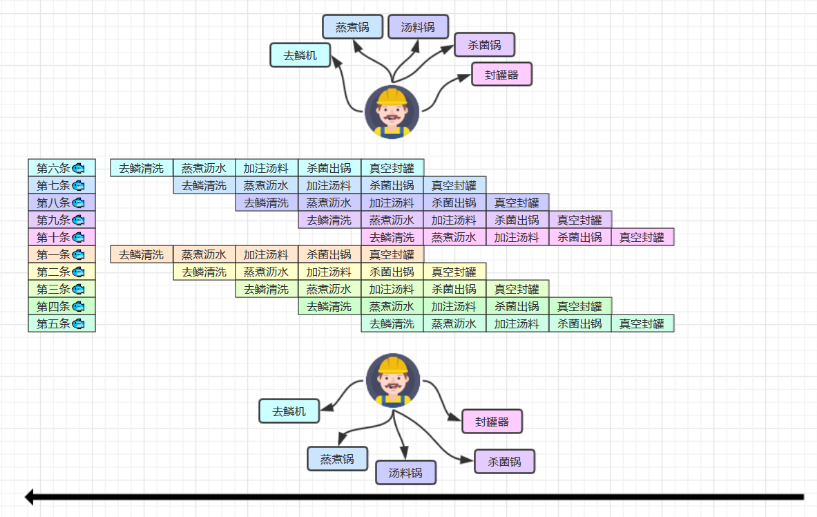 蒸煮锅 汤料锅
去鳞机 杀菌锅
封罐器
第六条 去鳞清洗 蒸煮沥水 加注汤料 杀菌出锅 真空封罐
第七条 去鳞清洗 蒸煮沥水 加注汤料 杀菌出锅 真空封罐
第八条 去鳞清洗 蒸煮沥水 加注汤料 杀菌出锅 真空封罐
第九条 去鳞清洗 蒸煮沥水 加注汤料 杀菌出锅 真空封罐
第十条 去鳞清洗 蒸煮沥水 加注汤料 杀菌出锅 真空封罐
第一条 去鳞清洗 蒸煮沥水 加注汤料 杀菌出锅 真空封罐
第二条 去鳞清洗 蒸煮沥水 加注汤料 杀菌出锅 真空封罐
第三条 去鳞清洗 蒸煮沥水 加注汤料 杀菌出锅 真空封罐
第四条 去鳞清洗 蒸煮沥水 加注汤料 杀菌出锅 真空封罐
第五条 去鳞清洗 蒸煮沥水 加注汤料 杀菌出锅 真空封罐
去鳞机 封罐器
蒸煮锅 汤料锅 杀菌锅